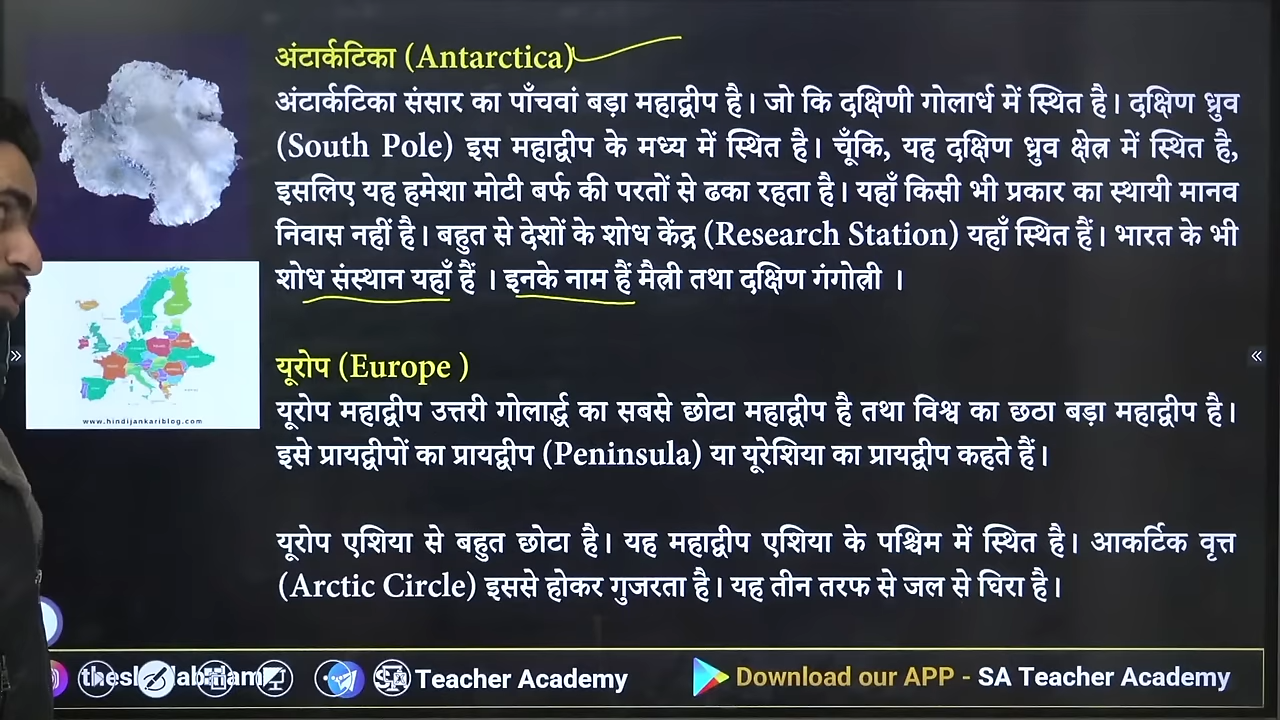 अंटार्कटिका (Antarctica)
अंटार्कटिका संसार का पाँचवां बड़ा महाद्वीप है। जो कि दक्षिणी गोलार्ध में स्थित है। दक्षिण ध्रुव
(South Pole) इस महाद्वीप के मध्य में स्थित है। चूँकि, यह दक्षिण ध्रुव क्षेत्र में स्थित है,
इसलिए यह हमेशा मोटी बर्फ की परतों से ढका रहता है। यहाँ किसी भी प्रकार का स्थायी मानव
निवास नहीं है। बहुत से देशों के शोध केंद्र (Research Station) यहाँ स्थित हैं। भारत के भी
शोध संस्थान यहाँ हैं । इनके नाम हैं मैत्री तथा दक्षिण गंगोत्री ।
www.hindijankariblog.com
यूरोप (Europe )
यूरोप महाद्वीप उत्तरी गोलार्द्ध का सबसे छोटा महाद्वीप है तथा विश्व का छठा बड़ा महाद्वीप है।
इसे प्रायद्वीपों का प्रायद्वीप (Peninsula) या यूरेशिया का प्रायद्वीप कहते हैं।
यूरोप एशिया से बहुत छोटा है। यह महाद्वीप एशिया के पश्चिम में स्थित है। आकर्टिक वृत्त
(Arctic Circle) इससे होकर गुजरता है। यह तीन तरफ से जल से घिरा है।
Teacher Academy
Download our APP - SA Teacher Academy